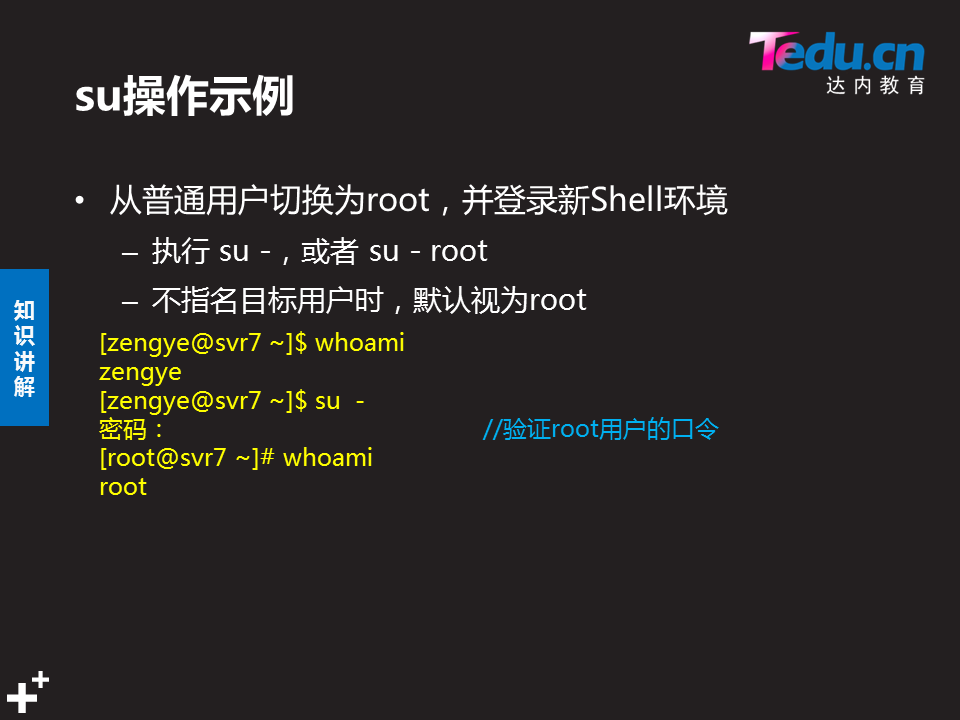 Tedu.cn
达内教育
su操作示例
• 从普通用户切换为root，并登录新Shell环境
– 执行 su -，或者 su - root
– 不指名目标用户时，默认视为root
知识讲解
[zengye@svr7 ~]$ whoami
zengye
[zengye@svr7 ~]$ su  -
密码： //验证root用户的口令
[root@svr7 ~]# whoami
root